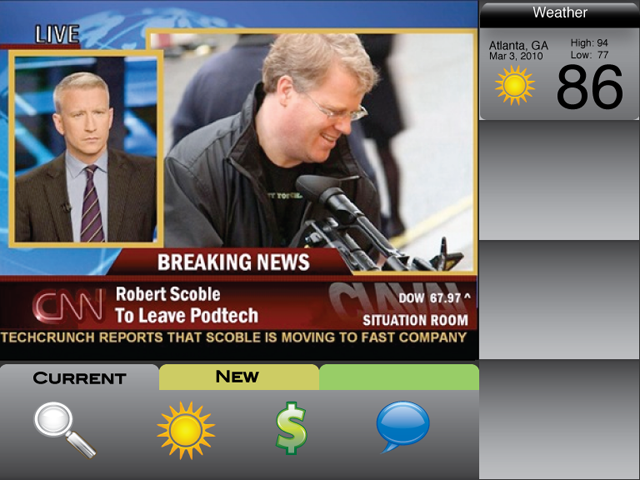 LIVE
BREAKING NEWS
CNN
Robert Scoble
To Leave Podtech
DOW 67.97 ^
SITUATION ROOM
TECHCRUNCH REPORTS THAT SCOBLE IS MOVING TO FAST COMPANY
Weather
Atlanta, GA
Mar 3, 2010
High: 94
Low: 77
86
CURRENT
NEW
$